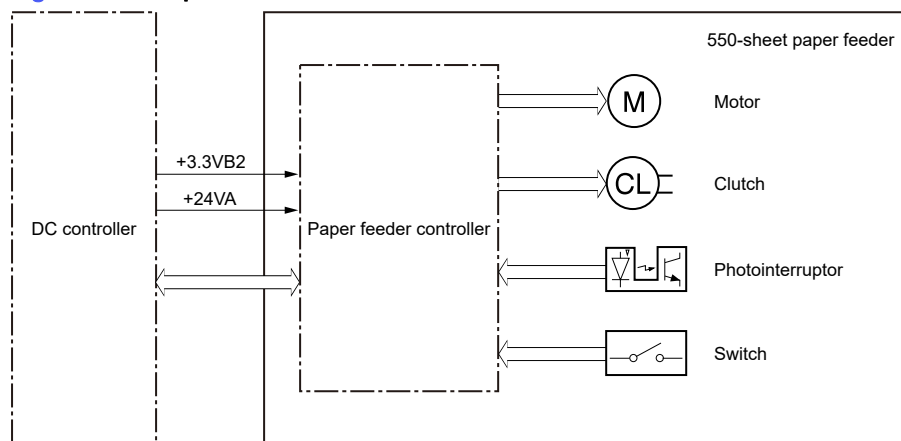 550-sheet paper feeder
M
Motor
+3.3VB2
CL
Clutch
+24VA
DC controller
Paper feeder controller
Photointerruptor
Switch